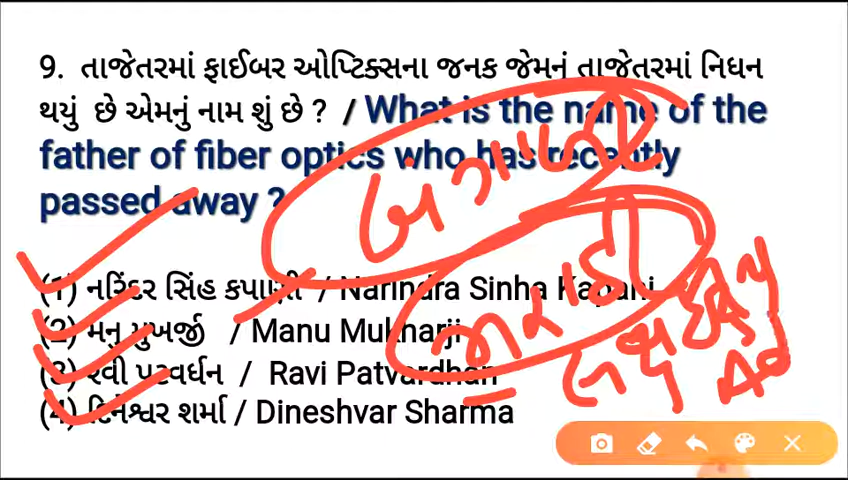 9. તાજેતરમાં ફાઈબર ઓપ્ટિક્સના જનક જેમનું તાજેતરમાં નિધન
થયું છે એમનું નામ શું છે ? / What is the name of the
father of fiber optics who has recently
passed away ?
બંગાળી
(1) નરિંદર સિંહ કપાણી / Narindra Sinha Kapani
મરાઠી
(2) મનુ મુખર્જી / Manu Mukharji
(3) રવી પટવર્ધન / Ravi Patvardhan
(4) દિનેશ્વર શર્મા / Dineshvar Sharma